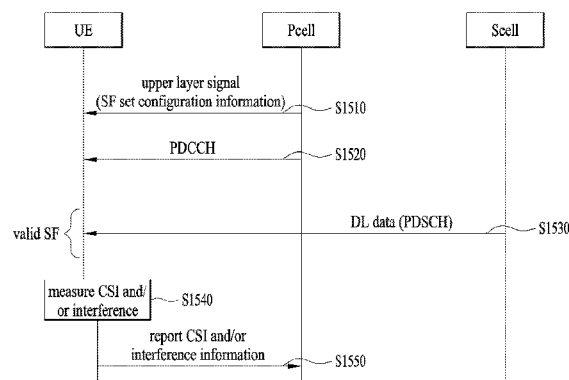 UE
Pcell
Scell
upper layer signal
(SF set configuration information)
S1510
PDCCH
S1520
valid SF
DL data (PDSCH)
S1530
measure CSI and/
or interference
S1540
report CSI and/or
interference information
S1550